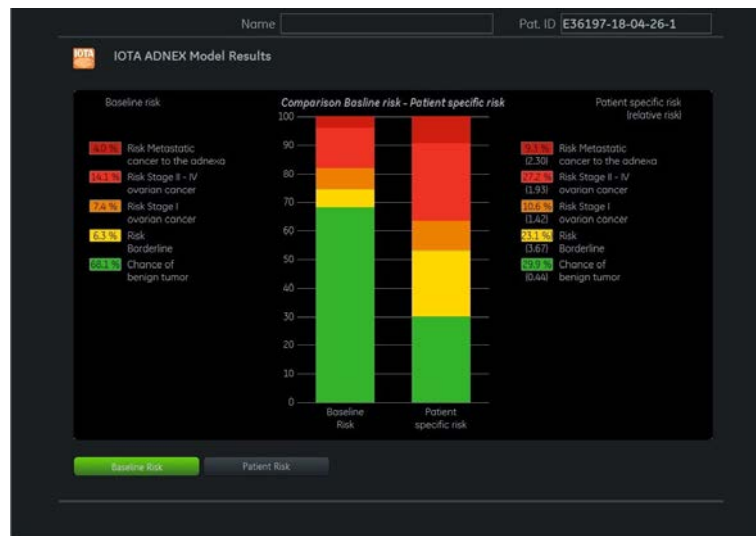 Name
Pat. ID E36197-18-04-26-1
IOTA
IOTA ADNEX Model Results
Baseline risk
Comparison Basline risk - Patient specific risk
Patient specific risk
(relative risk)
4.0 % Risk Metastatic
cancer to the adnexa
14.1 % Risk Stage II - IV
ovarian cancer
7.4 % Risk Stage I
ovarian cancer
6.3 % Risk
Borderline
68.1 % Chance of
benign tumor
100
90
80
70
60
50
40
30
20
10
0
Baseline
Risk
Patient
specific risk
9.3 % Risk Metastatic
(2.30) cancer to the adnexa
27.2 % Risk Stage II - IV
(1.93) ovarian cancer
10.6 % Risk Stage I
(1.42) ovarian cancer
23.1 % Risk
(3.67) Borderline
29.9 % Chance of
(0.44) benign tumor
Baseline Risk
Patient Risk